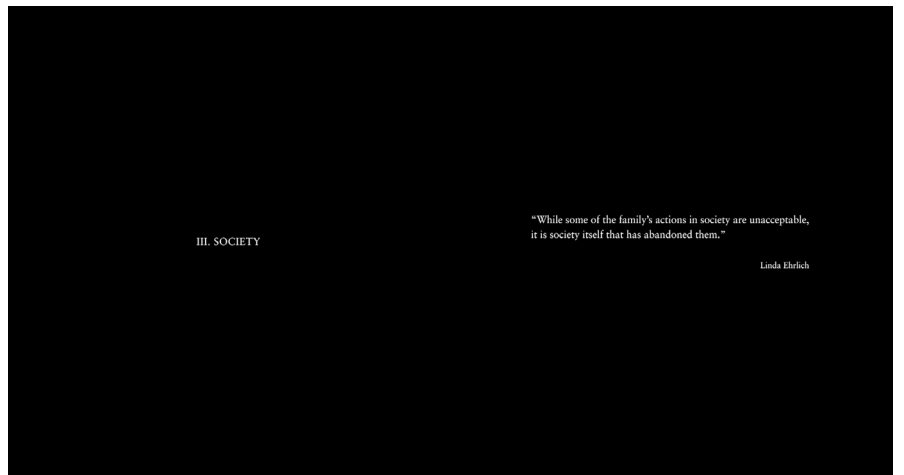 III. SOCIETY
“While some of the family’s actions in society are unacceptable,
it is society itself that has abandoned them.”
Linda Ehrlich